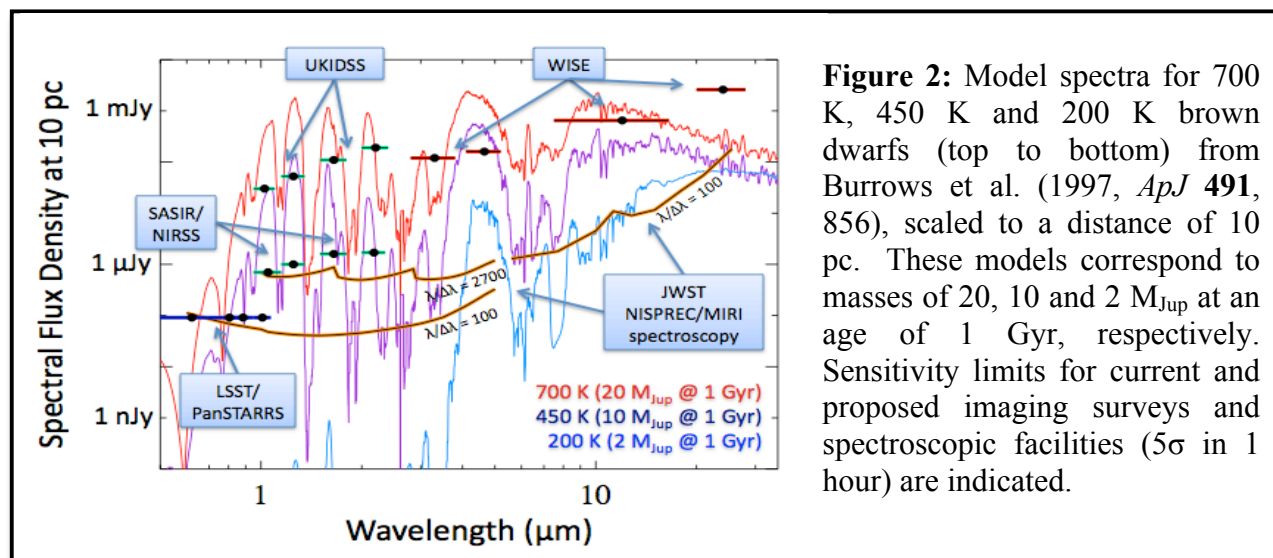 UKIDSS
WISE
1 mJy
SASIR/
NIRSS
1 μJy
λ/Δλ = 100
λ/Δλ = 2700
λ/Δλ = 100
JWST
NISPREC/MIRI
spectroscopy
LSST/
PanSTARRS
1 nJy
700 K (20 MJup @ 1 Gyr)
450 K (10 MJup @ 1 Gyr)
200 K (2 MJup @ 1 Gyr)
1
10
Wavelength (μm)
Spectral Flux Density at 10 pc
Figure 2: Model spectra for 700
K, 450 K and 200 K brown
dwarfs (top to bottom) from
Burrows et al. (1997, ApJ 491,
856), scaled to a distance of 10
pc. These models correspond to
masses of 20, 10 and 2 MJup at an
age of 1 Gyr, respectively.
Sensitivity limits for current and
proposed imaging surveys and
spectroscopic facilities (5σ in 1
hour) are indicated.